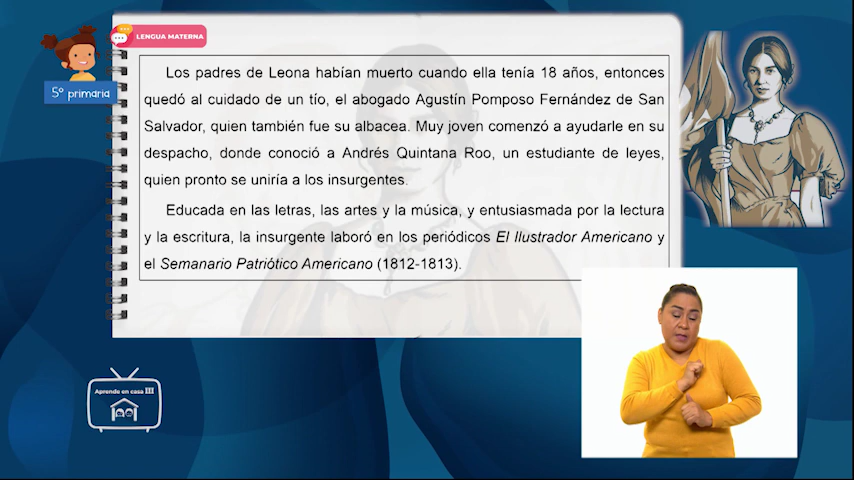 LENGUA MATERNA
5° primaria
Los padres de Leona habían muerto cuando ella tenía 18 años, entonces
quedó al cuidado de un tío, el abogado Agustín Pomposo Fernández de San
Salvador, quien también fue su albacea. Muy joven comenzó a ayudarle en su
despacho, donde conoció a Andrés Quintana Roo, un estudiante de leyes,
quien pronto se uniría a los insurgentes.
Educada en las letras, las artes y la música, y entusiasmada por la lectura
y la escritura, la insurgente laboró en los periódicos El Ilustrador Americano y
el Semanario Patriótico Americano (1812-1813).
Aprende en casa III